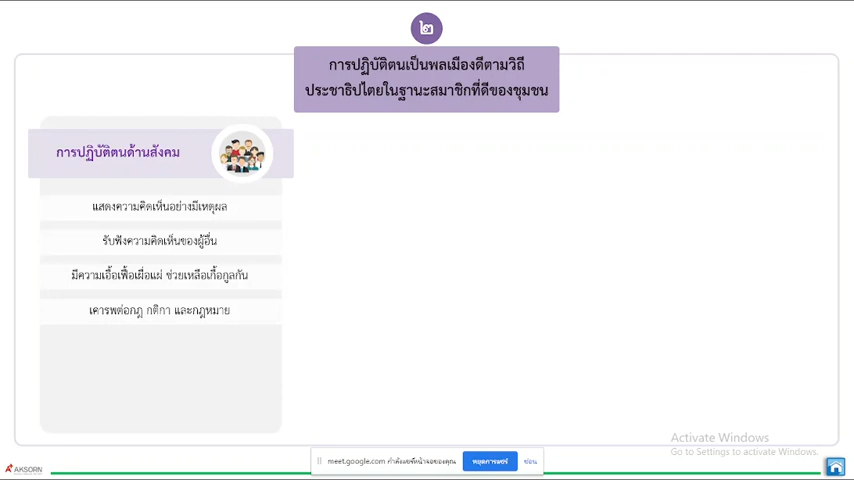 ๒
การปฏิบัติตนเป็นพลเมืองดีตามวิถี
ประชาธิปไตยในฐานะสมาชิกที่ดีของชุมชน
การปฏิบัติตนด้านสังคม
แสดงความคิดเห็นอย่างมีเหตุผล
รับฟังความคิดเห็นของผู้อื่น
มีความเอื้อเฟื้อเผื่อแผ่ ช่วยเหลือเกื้อกูลกัน
เคารพต่อกฎ กติกา และกฎหมาย
Activate Windows
Go to Settings to activate Windows.
AKSORN
meet.google.com กำลังแชร์หน้าจอของคุณ
หยุดการแชร์
ซ่อน